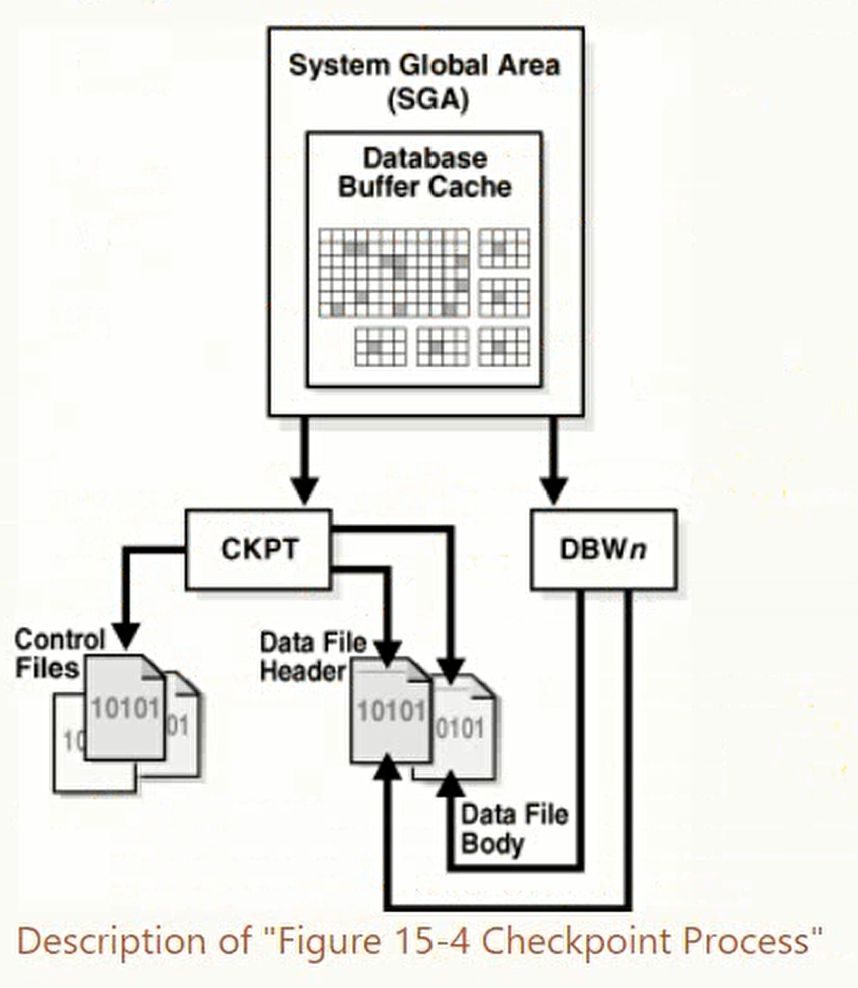 System Global Area
(SGA)
Database
Buffer Cache
CKPT
DBWn
Control
Files
10101
10
01
Data File
Header
10101
0101
Data File
Body
Description of "Figure 15-4 Checkpoint Process"